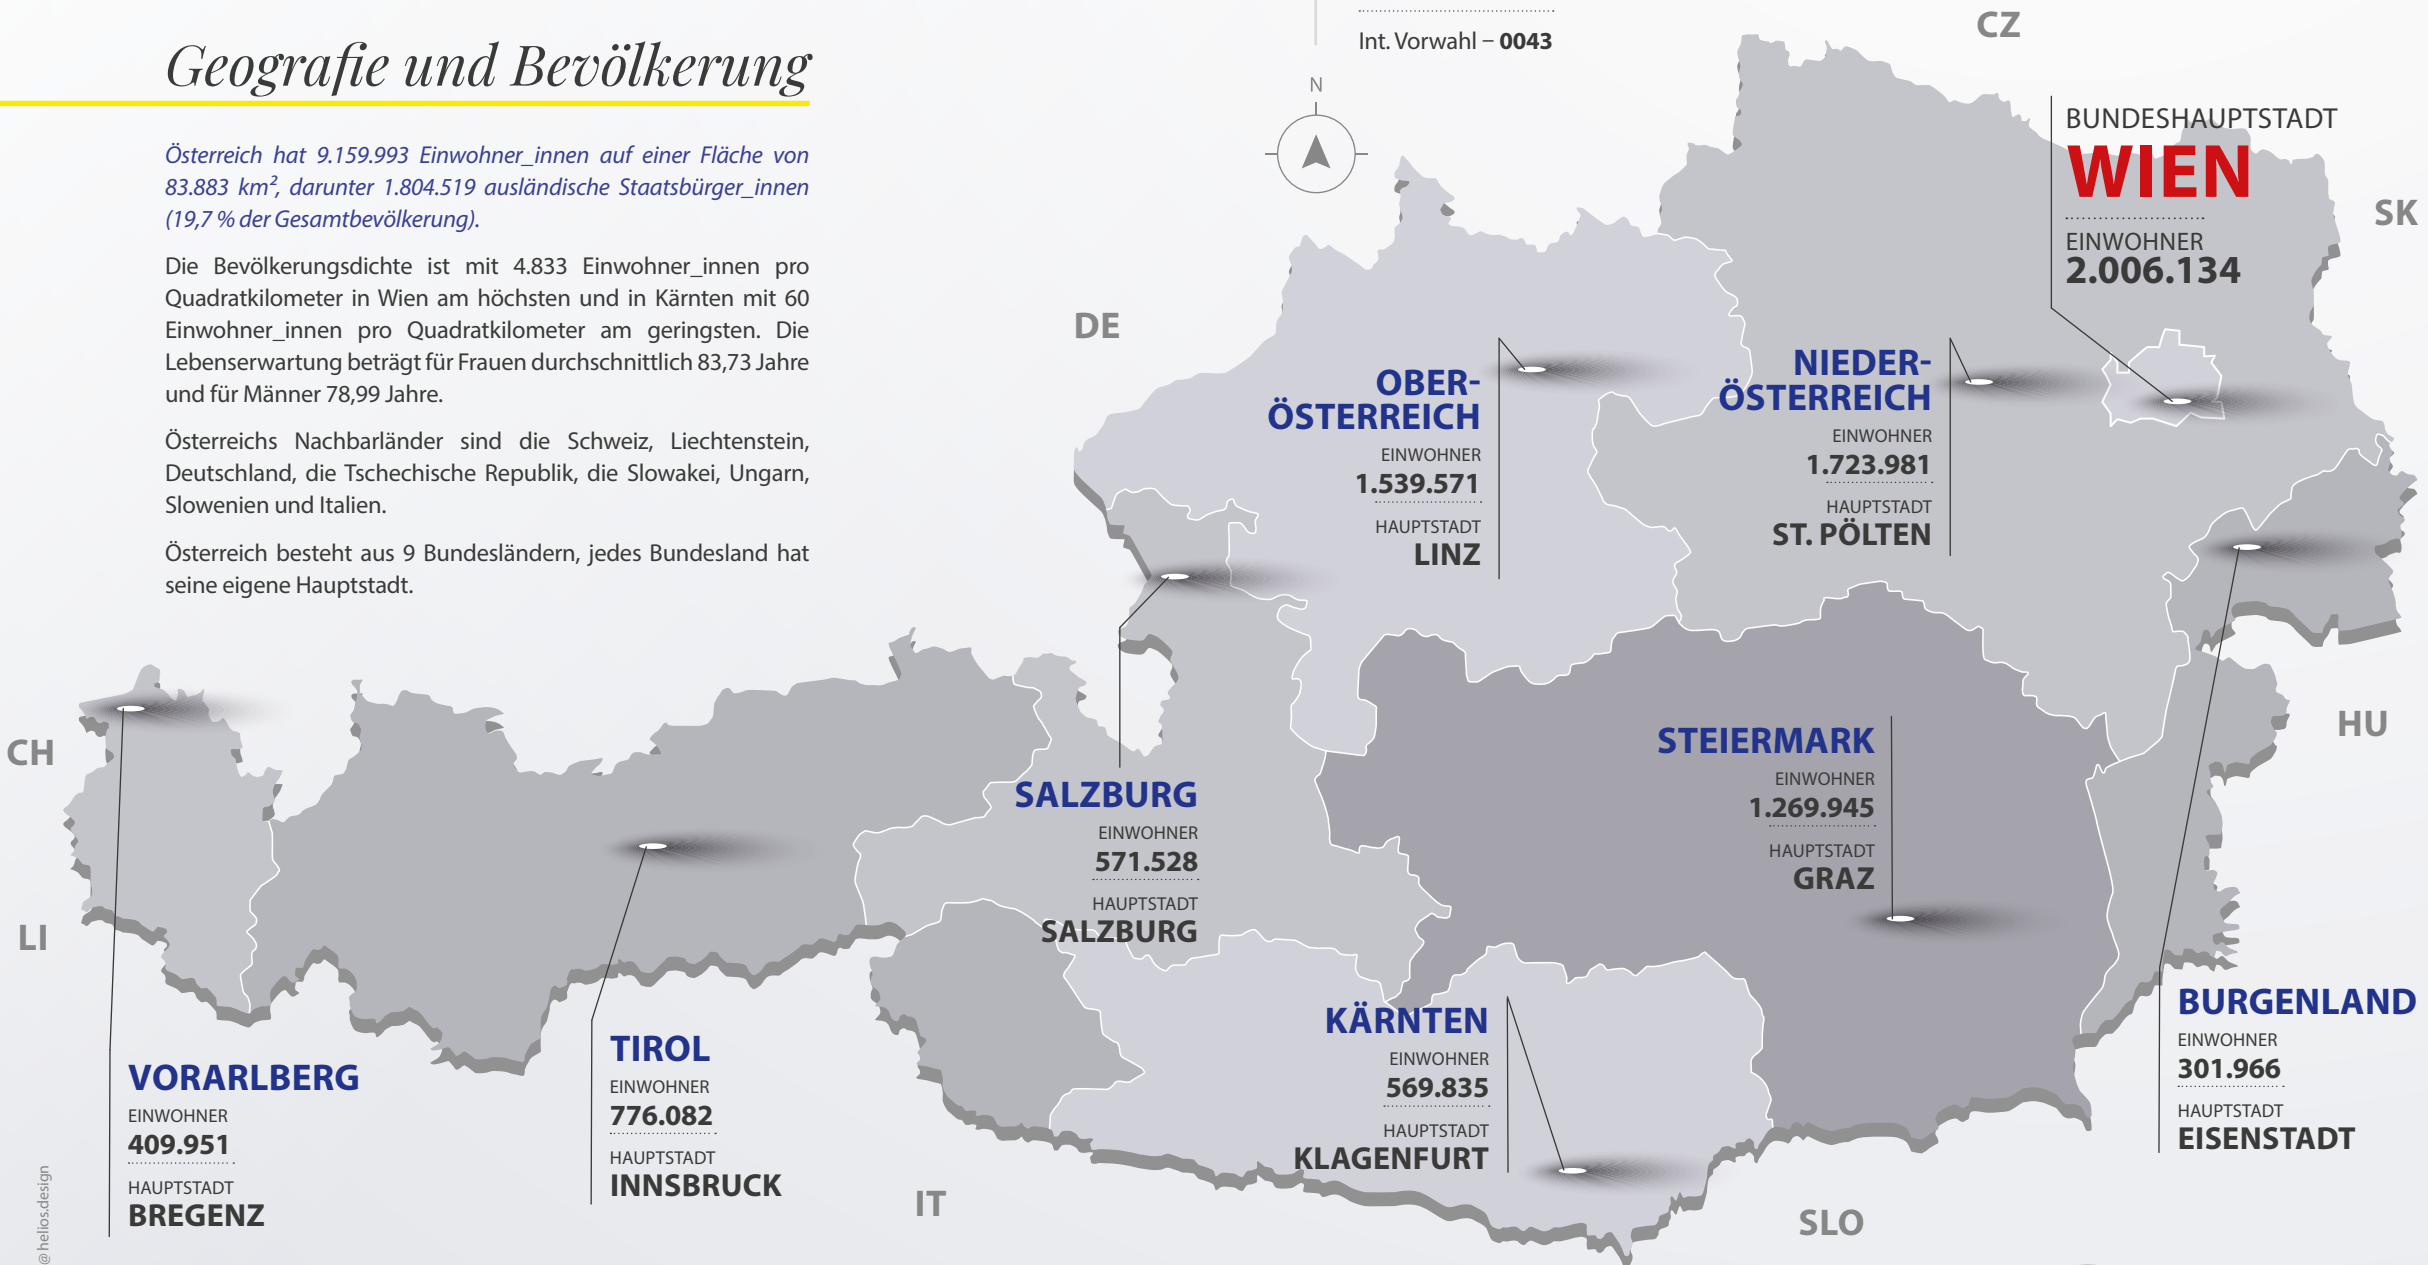 Geografie und Bevölkerung
Österreich hat 9.159.993 Einwohner_innen auf einer Fläche von
83.883 km², darunter 1.804.519 ausländische Staatsbürger_innen
(19,7 % der Gesamtbevölkerung).
Die Bevölkerungsdichte ist mit 4.833 Einwohner_innen pro
Quadratkilometer in Wien am höchsten und in Kärnten mit 60
Einwohner_innen pro Quadratkilometer am geringsten. Die
Lebenserwartung beträgt für Frauen durchschnittlich 83,73 Jahre
und für Männer 78,99 Jahre.
Österreichs Nachbarländer sind die Schweiz, Liechtenstein,
Deutschland, die Tschechische Republik, die Slowakei, Ungarn,
Slowenien und Italien.
Österreich besteht aus 9 Bundesländern, jedes Bundesland hat
seine eigene Hauptstadt.
Int. Vorwahl – 0043
N
CZ
BUNDESHAUPTSTADT
WIEN
EINWOHNER
2.006.134
SK
DE
OBER-
ÖSTERREICH
EINWOHNER
1.539.571
HAUPTSTADT
LINZ
NIEDER-
ÖSTERREICH
EINWOHNER
1.723.981
HAUPTSTADT
ST. PÖLTEN
CH
LI
HU
SALZBURG
EINWOHNER
571.528
HAUPTSTADT
SALZBURG
STEIERMARK
EINWOHNER
1.269.945
HAUPTSTADT
GRAZ
VORARLBERG
EINWOHNER
409.951
HAUPTSTADT
BREGENZ
TIROL
EINWOHNER
776.082
HAUPTSTADT
INNSBRUCK
KÄRNTEN
EINWOHNER
569.835
HAUPTSTADT
KLAGENFURT
BURGENLAND
EINWOHNER
301.966
HAUPTSTADT
EISENSTADT
IT
SLO
@helios.design